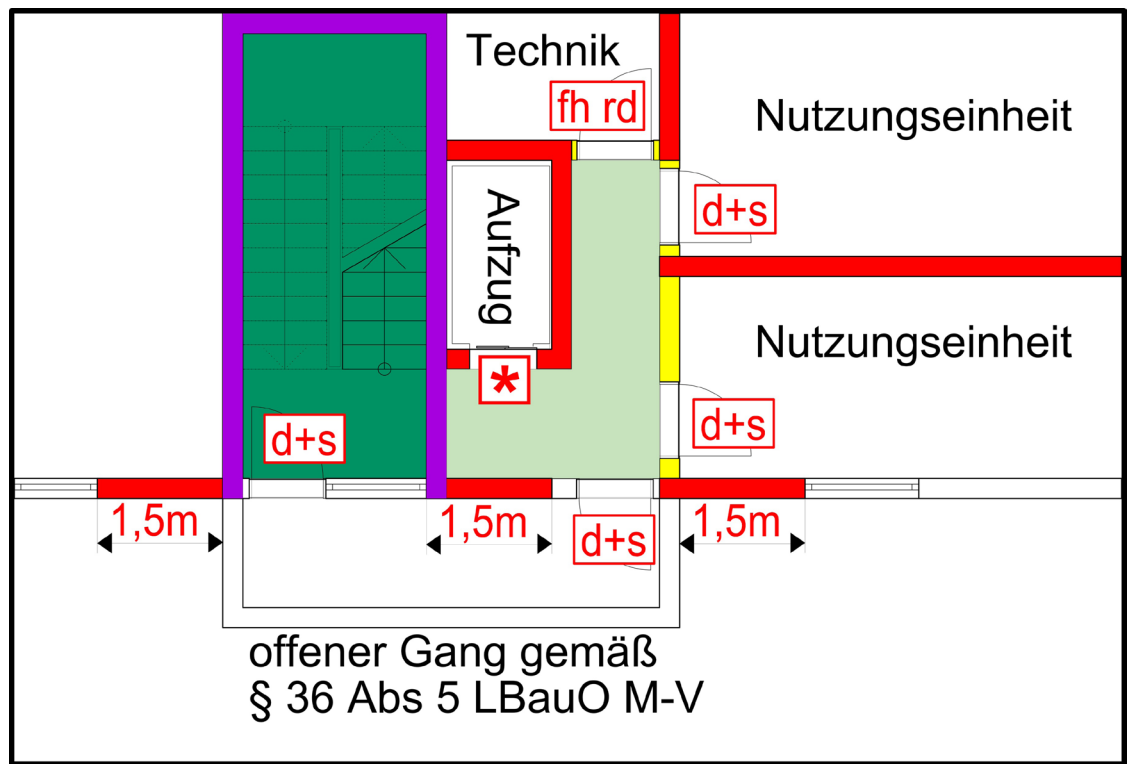 Technik
fh rd
Nutzungseinheit
d+s
Aufzug
Nutzungseinheit
*
d+s
d+s
1,5m
1,5m
1,5m
d+s
offener Gang gemäß
§ 36 Abs 5 LBauO M-V